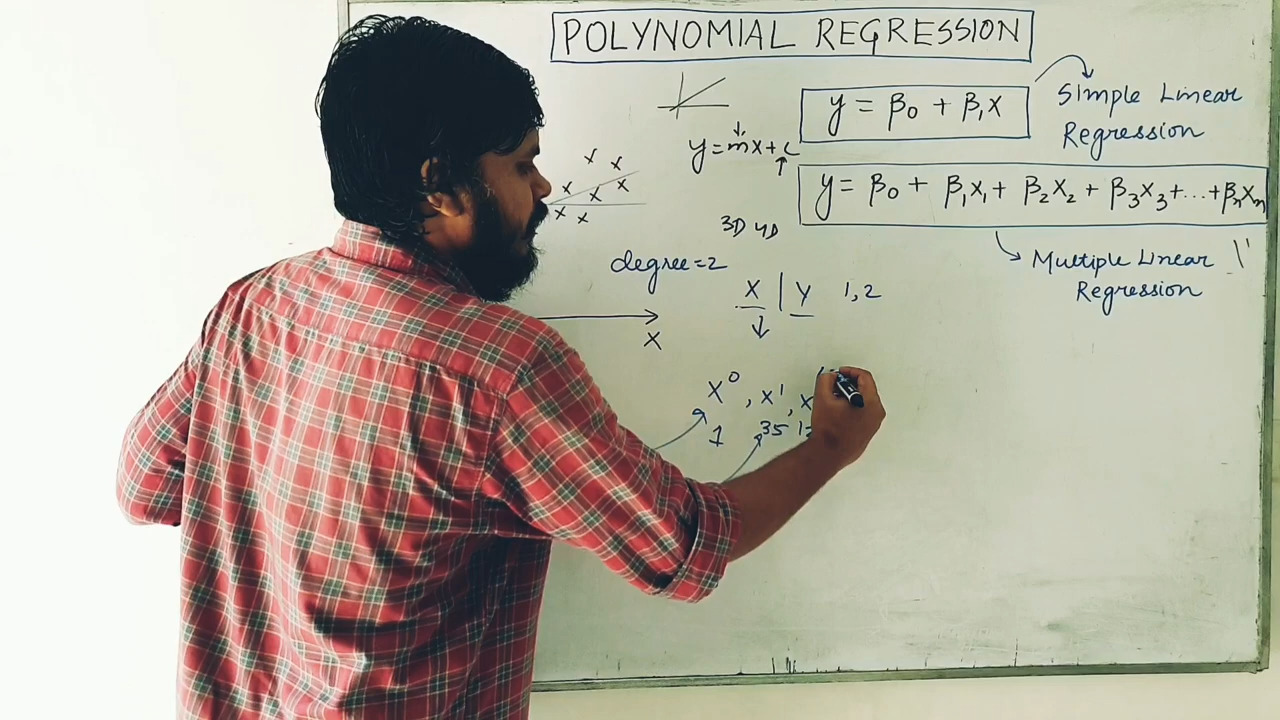 POLYNOMIAL REGRESSION
y = β₀ + β₁x
Simple Linear
Regression
y=mx+c
y = β₀ + β₁x₁ + β₂x₂ + β₃x₃+...+βₙxₙ
3D 4D
degree=2
Multiple Linear
Regression
X | Y 1,2
X
x⁰, x¹, x
1 35